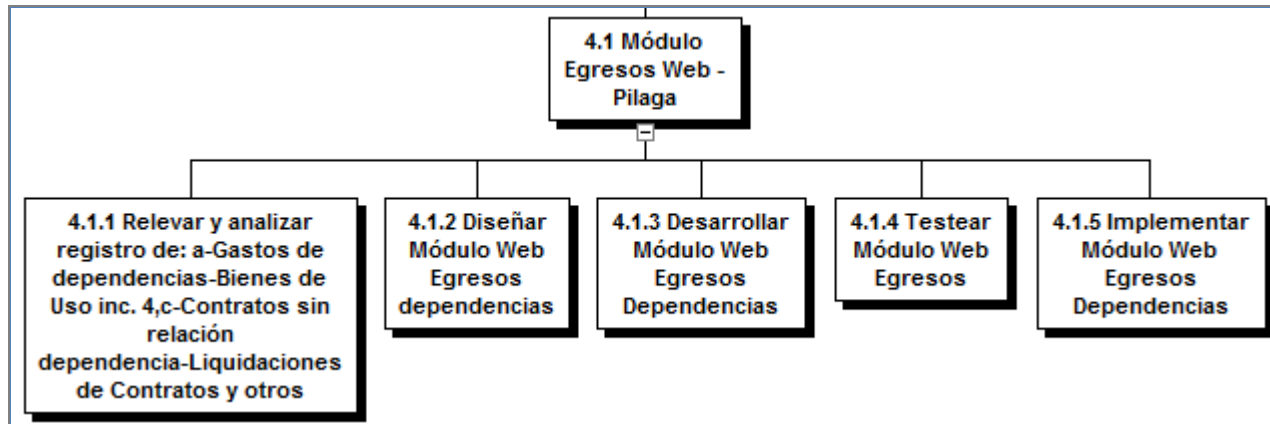 4.1 Módulo
Egresos Web -
Pilaga
4.1.1 Relevar y analizar
registro de: a-Gastos de
dependencias-Bienes de
Uso inc. 4,c-Contratos sin
relación
dependencia-Liquidaciones
de Contratos y otros
4.1.2 Diseñar
Módulo Web
Egresos
dependencias
4.1.3 Desarrollar
Módulo Web
Egresos
Dependencias
4.1.4 Testear
Módulo Web
Egresos
4.1.5 Implementar
Módulo Web
Egresos
Dependencias